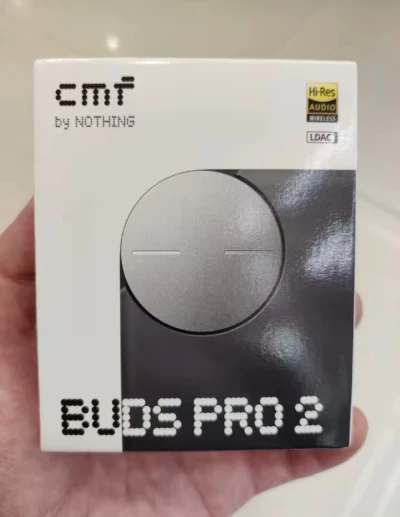 cmf
by NOTHING
Hi-Res
AUDIO
WIRELESS
LDAC
BUDS PRO 2